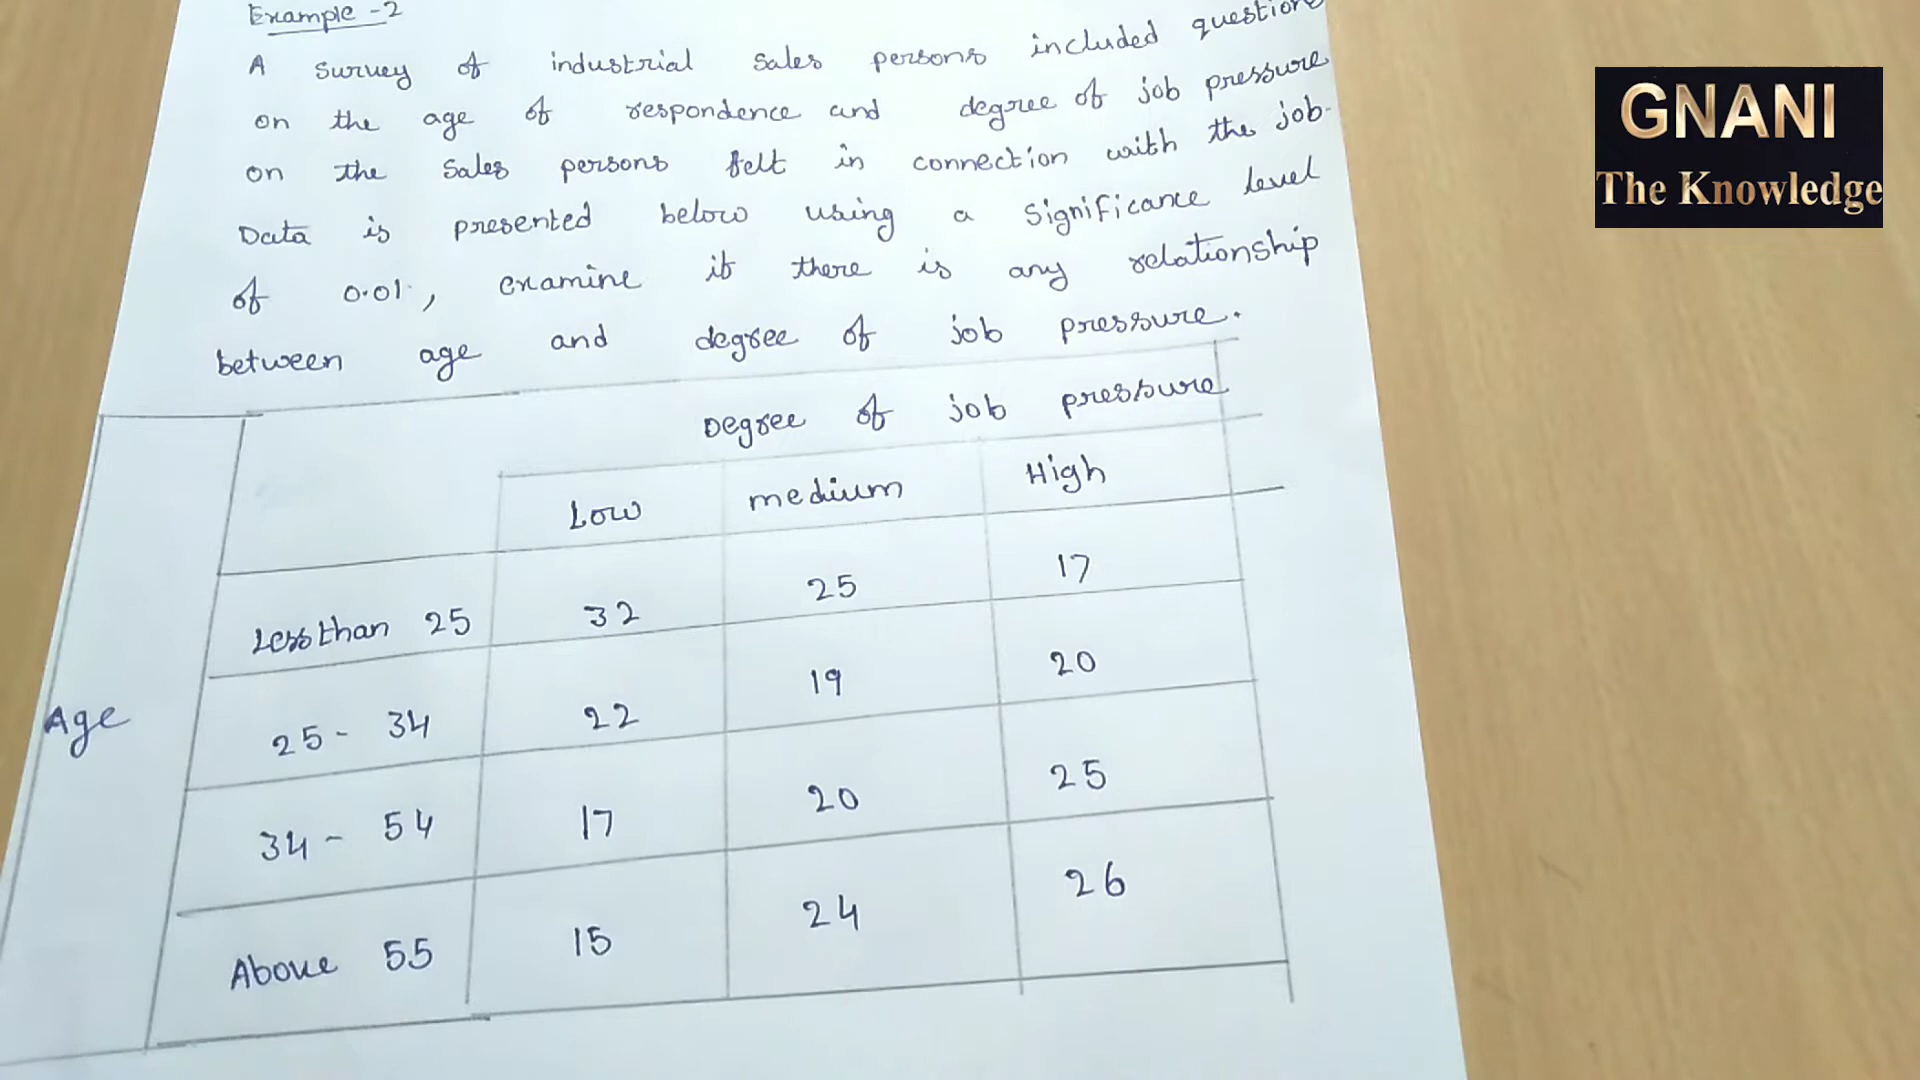 Example - 2
A survey of industrial sales persons included question
on the age of respondence and degree of job pressure
on the sales persons felt in connection with the job.
Data is presented below using a significance level
of 0.01, examine if there is any relationship
between age and degree of job pressure.
Degree of job pressure
Low medium High
Less than 25 32 25 17
25 - 34 22 19 20
Age
34 - 54 17 20 25
Above 55 15 24 26
GNANI
The Knowledge